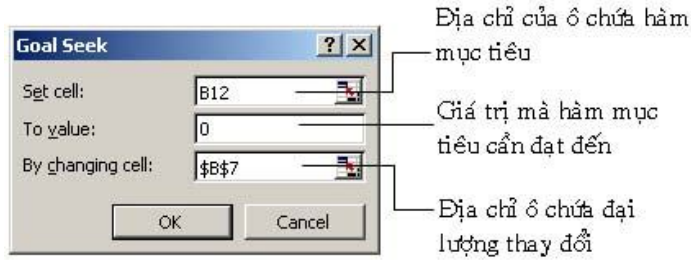 Địa chỉ của ô chứa hàm
mục tiêu
Goal Seek
Set cell:
B12
To value:
0
Giá trị mà hàm mục
tiêu cần đạt đến
By changing cell:
$B$7
OK
Cancel
Địa chỉ ô chứa đại
lượng thay đổi